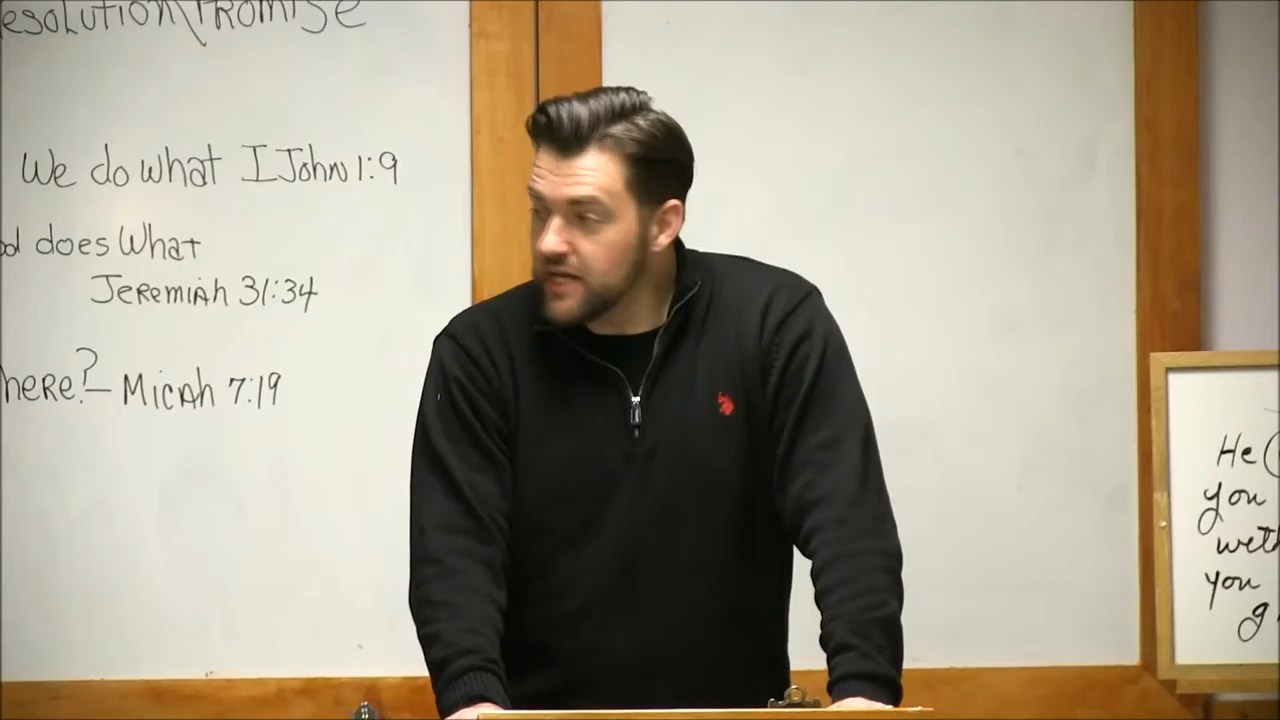 esolution\Promise
We do what I John 1:9
od does What
Jeremiah 31:34
here? - Micah 7:19
He
you
with
you
g